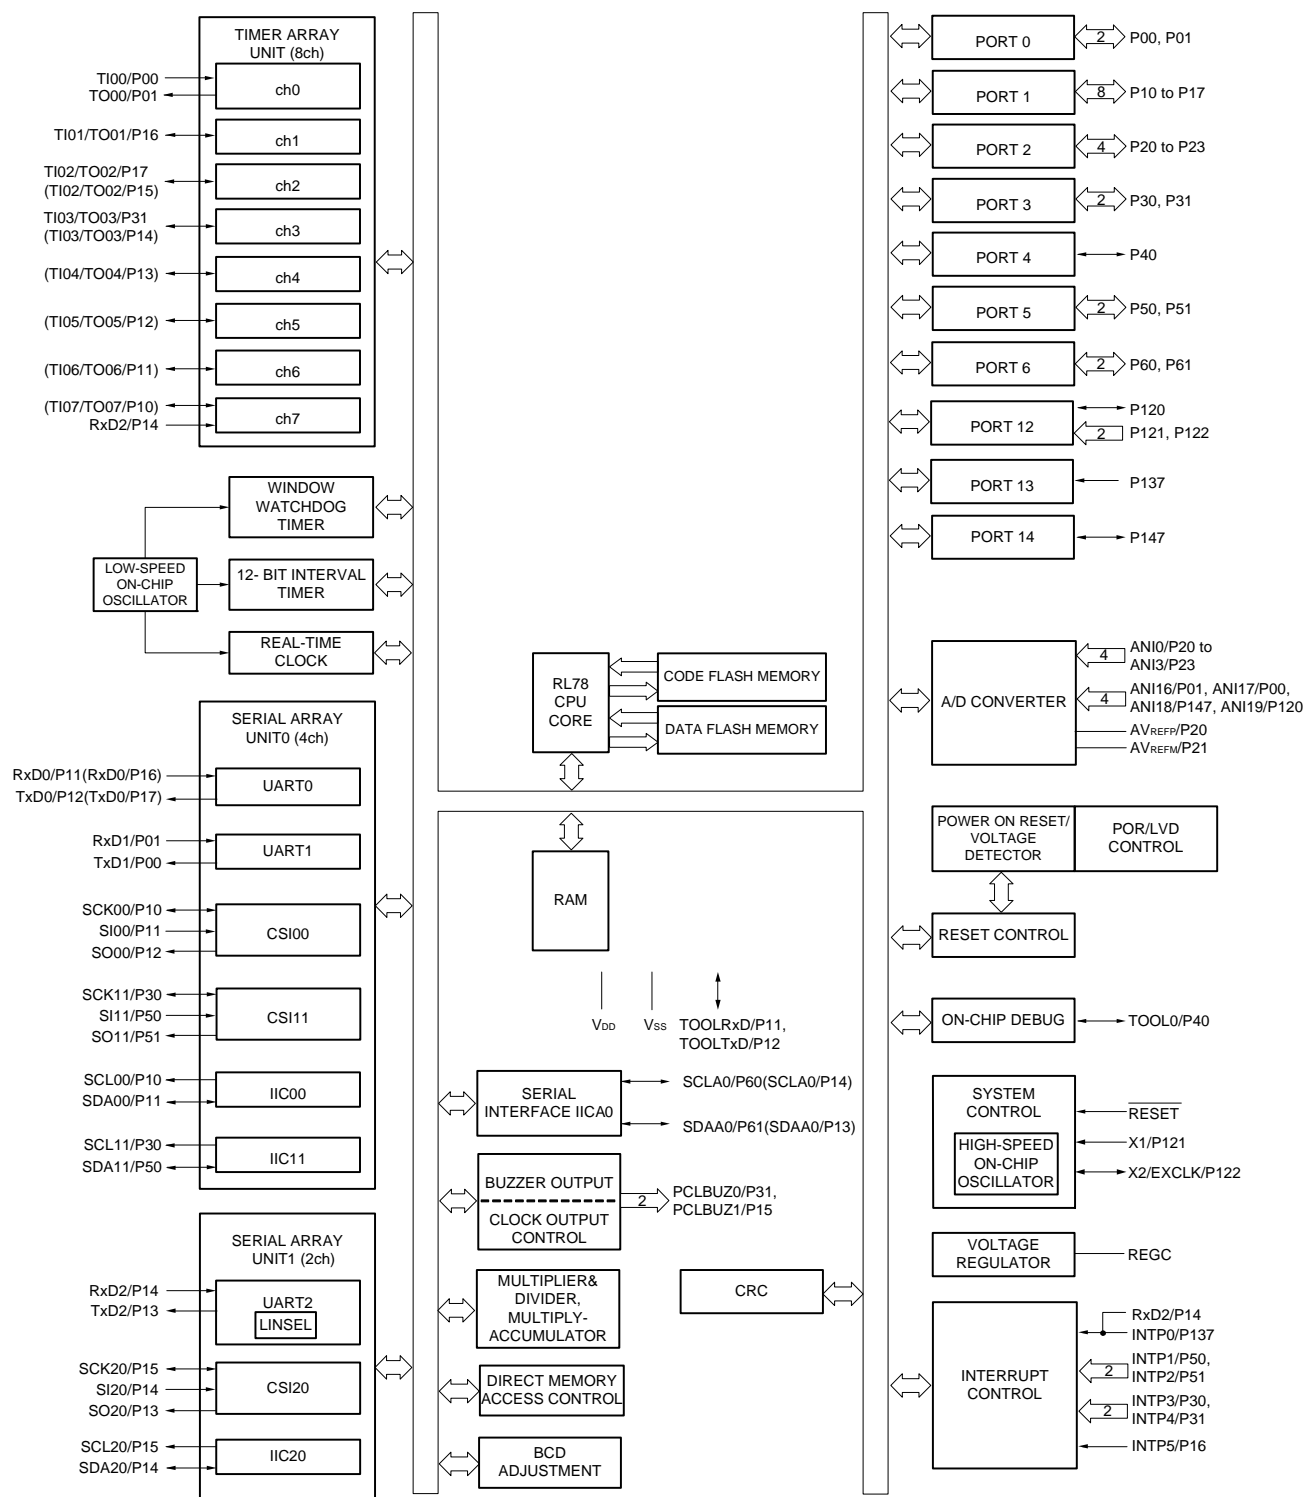 TIMER ARRAY
UNIT (8ch)
TI00/P00
TO00/P01
ch0
TI01/TO01/P16
ch1
TI02/TO02/P17
(TI02/TO02/P15)
ch2
TI03/TO03/P31
(TI03/TO03/P14)
ch3
(TI04/TO04/P13)
ch4
(TI05/TO05/P12)
ch5
(TI06/TO06/P11)
ch6
(TI07/TO07/P10)
RxD2/P14
ch7
WINDOW
WATCHDOG
TIMER
LOW-SPEED
ON-CHIP
OSCILLATOR
12- BIT INTERVAL
TIMER
REAL-TIME
CLOCK
SERIAL ARRAY
UNIT0 (4ch)
RxD0/P11(RxD0/P16)
TxD0/P12(TxD0/P17)
UART0
RxD1/P01
TxD1/P00
UART1
SCK00/P10
SI00/P11
SO00/P12
CSI00
SCK11/P30
SI11/P50
SO11/P51
CSI11
SCL00/P10
SDA00/P11
IIC00
SCL11/P30
SDA11/P50
IIC11
SERIAL ARRAY
UNIT1 (2ch)
RxD2/P14
TxD2/P13
UART2
LINSEL
SCK20/P15
SI20/P14
SO20/P13
CSI20
SCL20/P15
SDA20/P14
IIC20
RL78
CPU
CORE
CODE FLASH MEMORY
DATA FLASH MEMORY
RAM
VDD
VSS
TOOLRxD/P11,
TOOLTxD/P12
SERIAL
INTERFACE IICA0
SCLA0/P60(SCLA0/P14)
SDAA0/P61(SDAA0/P13)
BUZZER OUTPUT
CLOCK OUTPUT
CONTROL
2
PCLBUZ0/P31,
PCLBUZ1/P15
MULTIPLIER&
DIVIDER,
MULTIPLY-
ACCUMULATOR
DIRECT MEMORY
ACCESS CONTROL
BCD
ADJUSTMENT
CRC
PORT 0
2
P00, P01
PORT 1
8
P10 to P17
PORT 2
4
P20 to P23
PORT 3
2
P30, P31
PORT 4
P40
PORT 5
2
P50, P51
PORT 6
2
P60, P61
PORT 12
P120
2
P121, P122
PORT 13
P137
PORT 14
P147
A/D CONVERTER
4
ANI0/P20 to
ANI3/P23
4
ANI16/P01, ANI17/P00,
ANI18/P147, ANI19/P120
AVREFP/P20
AVREFM/P21
POWER ON RESET/
VOLTAGE
DETECTOR
POR/LVD
CONTROL
RESET CONTROL
ON-CHIP DEBUG
TOOL0/P40
SYSTEM
CONTROL
HIGH-SPEED
ON-CHIP
OSCILLATOR
RESET
X1/P121
X2/EXCLK/P122
VOLTAGE
REGULATOR
REGC
INTERRUPT
CONTROL
RxD2/P14
INTP0/P137
2
INTP1/P50,
INTP2/P51
2
INTP3/P30,
INTP4/P31
INTP5/P16